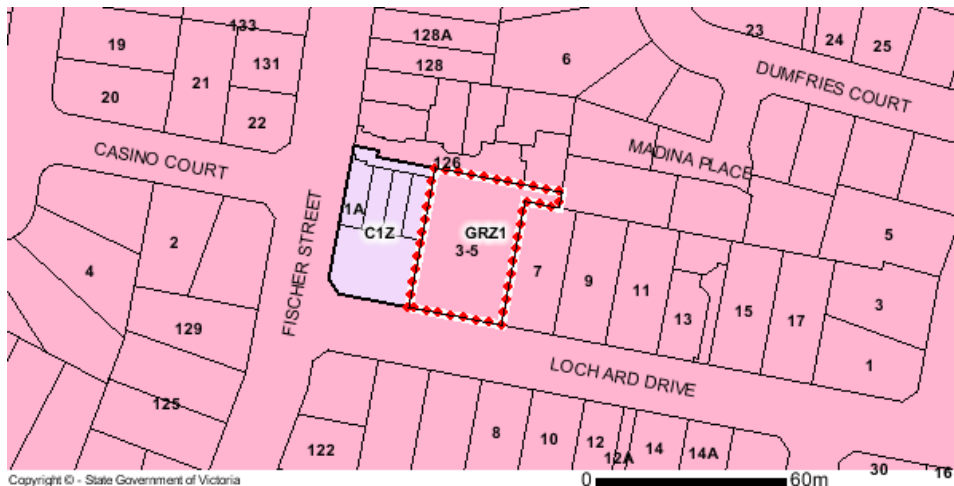 133
128A
23
24
25
19
131
128
6
21
20
22
DUMFRIES COURT
CASINO COURT
126
MADINA PLACE
1A
C1Z
GRZ1
3-5
FISCHER STREET
2
4
7
9
11
13
15
17
5
3
1
129
LOCHARD DRIVE
125
122
8
10
12
12A
14
14A
30
16
Copyright © - State Government of Victoria
0
60m